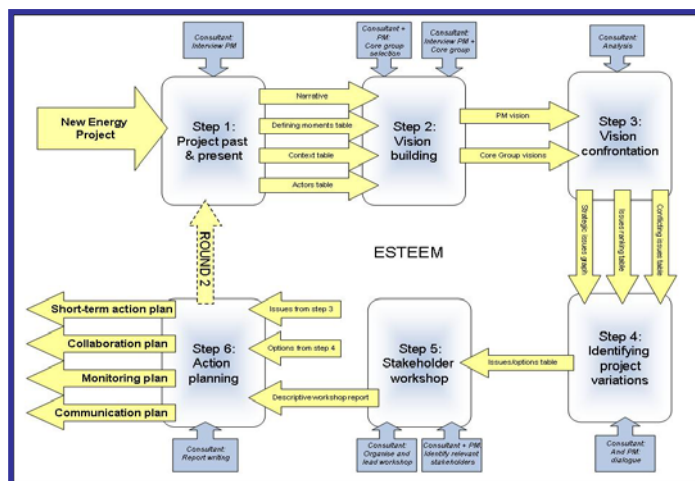 Consultant:
Interview PM
Consultant +
PM:
Core group
selection
Consultant:
Interview PM +
Core group
Consultant:
Analysis
New Energy
Project
Step 1:
Project past
& present
Narrative
Defining moments table
Context table
Actors table
Step 2:
Vision
building
PM vision
Core Group visions
Step 3:
Vision
confrontation
Strategic issues graph
Issues ranking table
Conflicting issues table
ROUND 2
ESTEEM
Short-term action plan
Collaboration plan
Monitoring plan
Communication plan
Step 6:
Action
planning
Issues from step 3
Options from step 4
Descriptive workshop report
Step 5:
Stakeholder
workshop
Issues/options table
Step 4:
Identifying
project
variations
Consultant:
Report writing
Consultant:
Organise and
lead workshop
Consultant + PM:
Identify relevant
stakeholders
Consultant:
And PM:
dialogue